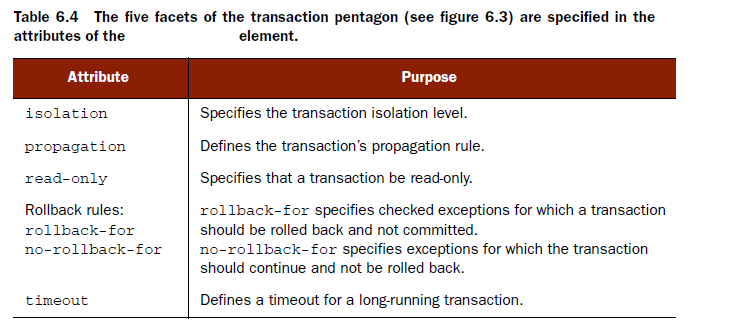 Table 6.4 The five facets of the transaction pentagon (see figure 6.3) are specified in the
attributes of the element.
Attribute Purpose
isolation Specifies the transaction isolation level.
propagation Defines the transaction's propagation rule.
read-only Specifies that a transaction be read-only.
Rollback rules: rollback-for specifies checked exceptions for which a transaction
rollback-for should be rolled back and not committed.
no-rollback-for no-rollback-for specifies exceptions for which the transaction
should continue and not be rolled back.
timeout Defines a timeout for a long-running transaction.